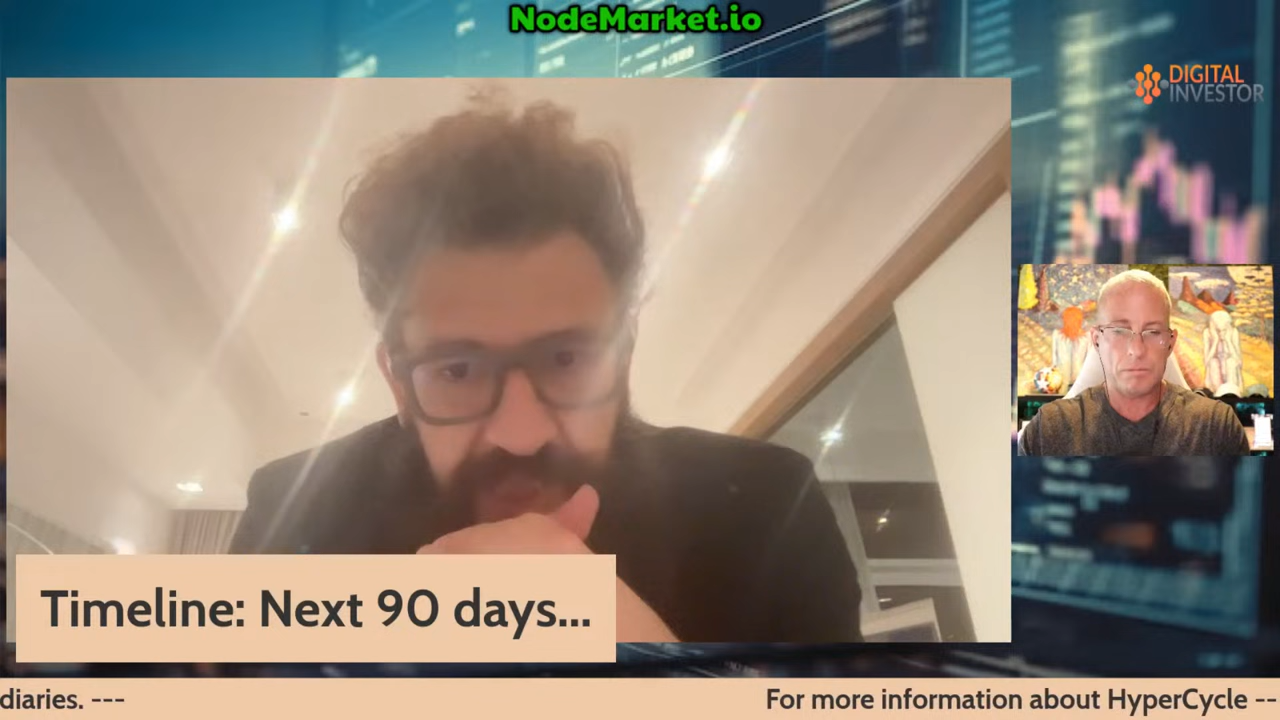 NodeMarket.io
DIGITAL
INVESTOR
Timeline: Next 90 days...
diaries. --- For more information about HyperCycle --